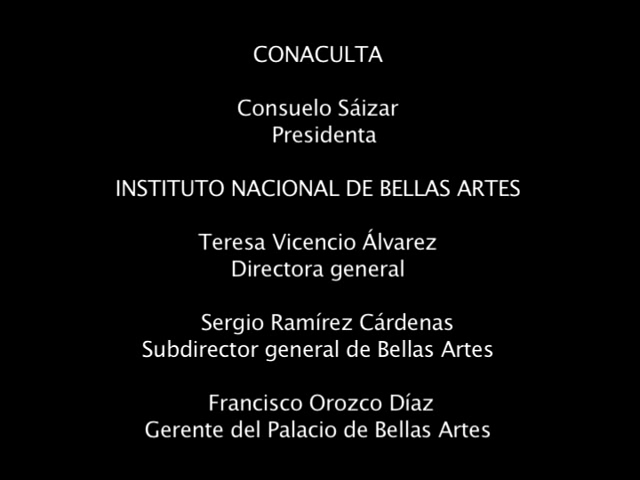 CONACULTA
Consuelo Sáizar
Presidenta
INSTITUTO NACIONAL DE BELLAS ARTES
Teresa Vicencio Álvarez
Directora general
Sergio Ramírez Cárdenas
Subdirector general de Bellas Artes
Francisco Orozco Díaz
Gerente del Palacio de Bellas Artes